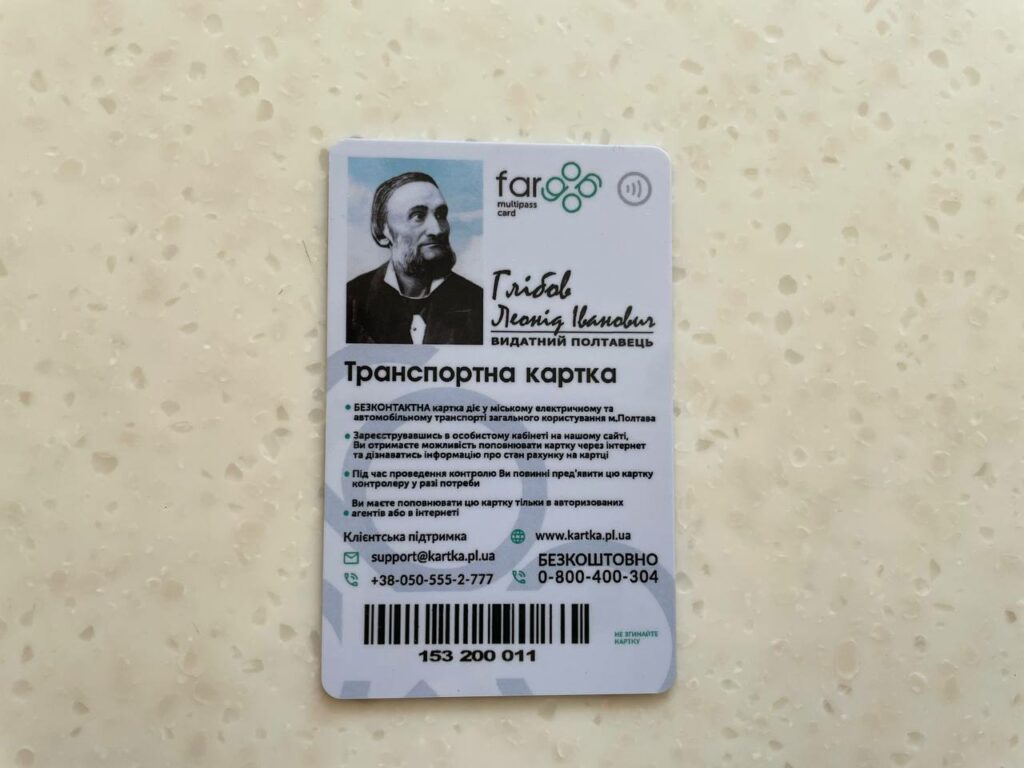 far
multipass
card
Глібов
Леонід Іванович
ВИДАТНИЙ ПОЛТАВЕЦЬ
Транспортна картка
БЕЗКОНТАКТНА картка діє у міському електричному та
автомобільному транспорті загального користування м.Полтава
Зареєструвавшись в особистому кабінеті на нашому сайті,
Ви отримаєте можливість поповнювати картку через інтернет
та дізнаватись інформацію про стан рахунку на картці
Під час проведення контролю Ви повинні пред'явити цю картку
контролеру у разі потреби
Ви маєте поповнювати цю картку тільки в авторизованих
агентів або в інтернеті
Клієнтська підтримка
www.kartka.pl.ua
support@kartka.pl.ua
БЕЗКОШТОВНО
+38-050-555-2-777
0-800-400-304
НЕ ЗГИНАЙТЕ
КАРТКУ
153 200 011